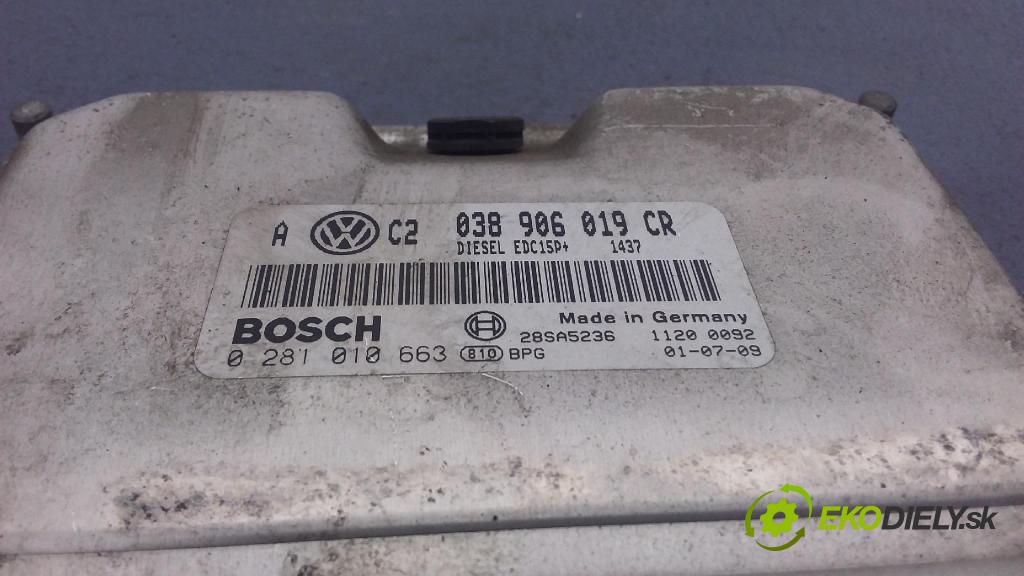 A VW C2 038 906 019 CR
DIESEL EDC15P+ 1437
BOSCH
Made in Germany
28SA5236 1120 0092
0 281 010 663 810 BPG 01-07-09
EKODIELY.sk